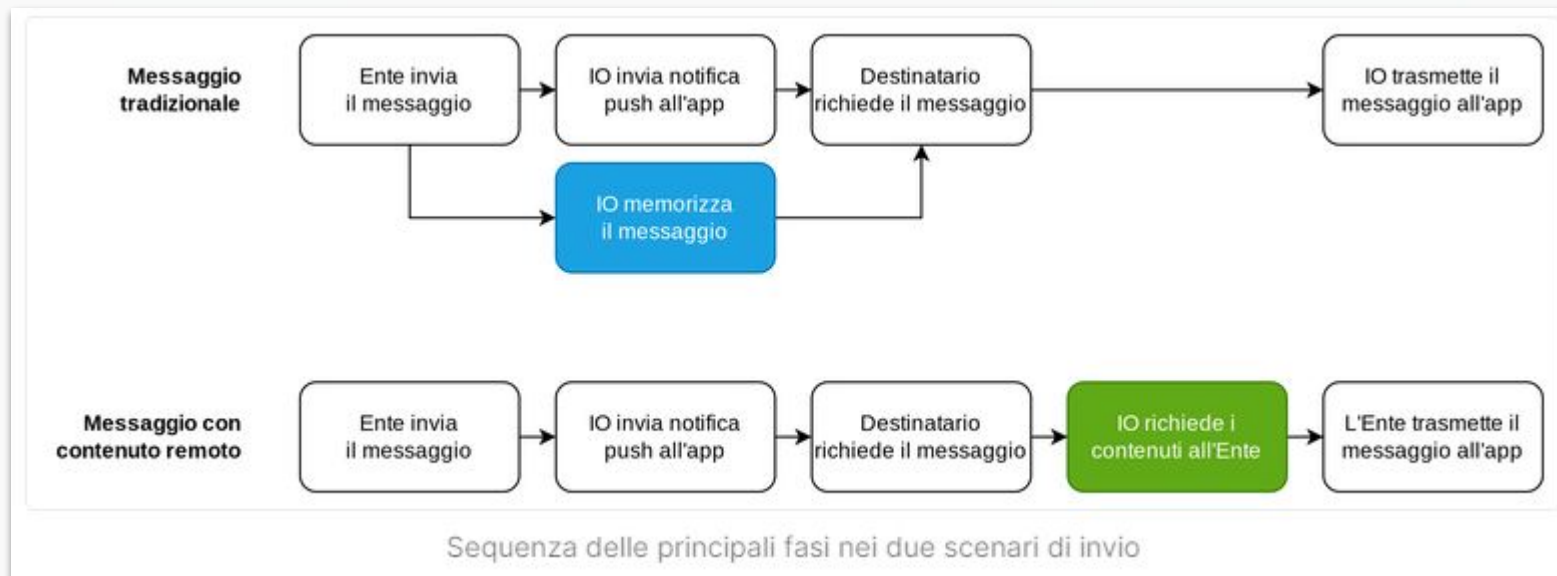 Messaggio
tradizionale
Ente invia
il messaggio
IO invia notifica
push all'app
Destinatario
richiede il messaggio
IO trasmette il
messaggio all'app
IO memorizza
il messaggio
Messaggio con
contenuto remoto
Ente invia
il messaggio
IO invia notifica
push all'app
Destinatario
richiede il messaggio
IO richiede i
contenuti all'Ente
L'Ente trasmette il
messaggio all'app
Sequenza delle principali fasi nei due scenari di invio